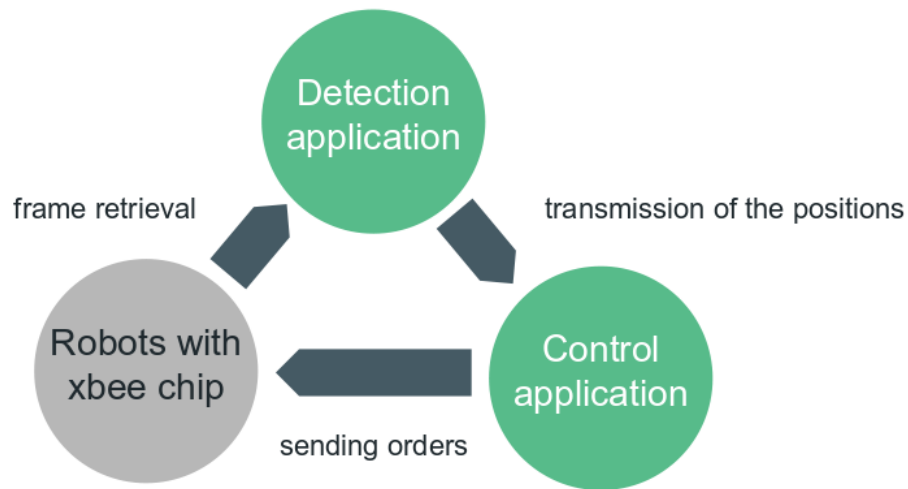 Detection
application
frame retrieval
transmission of the positions
Robots with
xbee chip
Control
application
sending orders